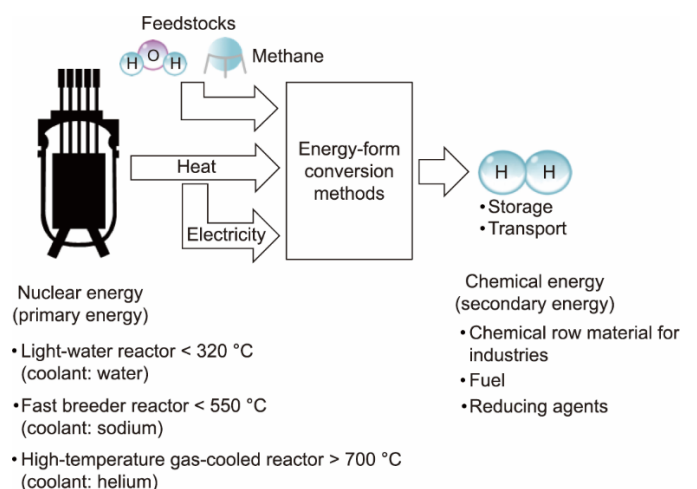 Feedstocks
H O H
Methane
Heat
Electricity
Energy-form
conversion
methods
H H
• Storage
• Transport
Nuclear energy
(primary energy)
• Light-water reactor < 320 °C
(coolant: water)
• Fast breeder reactor < 550 °C
(coolant: sodium)
• High-temperature gas-cooled reactor > 700 °C
(coolant: helium)
Chemical energy
(secondary energy)
• Chemical row material for
industries
• Fuel
• Reducing agents